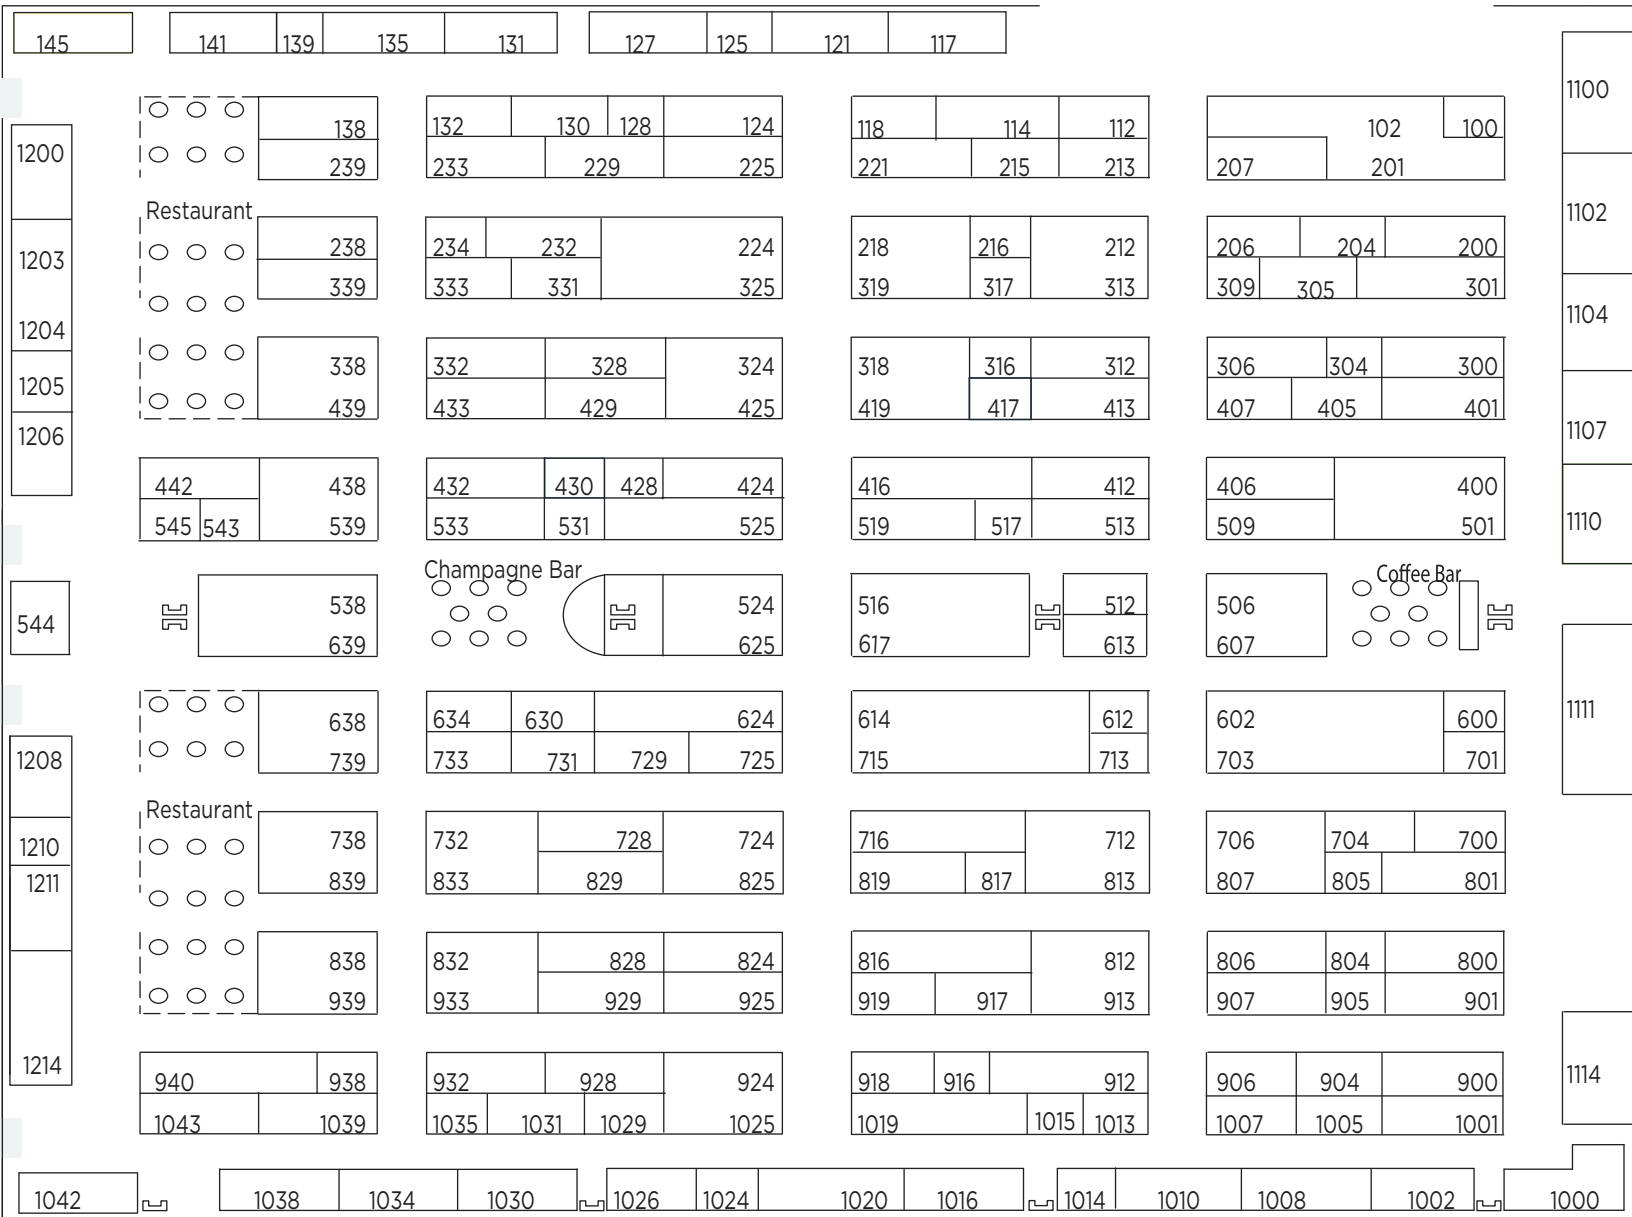 145 141 139 135 131 127 125 121 117
1100
138 132 130 128 124 118 114 112 102 100
1200 239 233 229 225 221 215 213 207 201
Restaurant 1102
238 234 232 224 218 216 212 206 204 200
1203 339 333 331 325 319 317 313 309 305 301
1204 1104
338 332 328 324 318 316 312 306 304 300
1205 439 433 429 425 419 417 413 407 405 401
1206 1107
442 438 432 430 428 424 416 412 406 400
545 543 539 533 531 525 519 517 513 509 501 1110
Champagne Bar Coffee Bar
538 524 516 512 506
544
639 625 617 613 607
638 634 630 624 614 612 602 600 1111
1208 739 733 731 729 725 715 713 703 701
Restaurant
1210 738 732 728 724 716 712 706 704 700
1211 839 833 829 825 819 817 813 807 805 801
838 832 828 824 816 812 806 804 800
939 933 929 925 919 917 913 907 905 901
1214 940 938 932 928 924 918 916 912 906 904 900 1114
1043 1039 1035 1031 1029 1025 1019 1015 1013 1007 1005 1001
1042 1038 1034 1030 1026 1024 1020 1016 1014 1010 1008 1002 1000